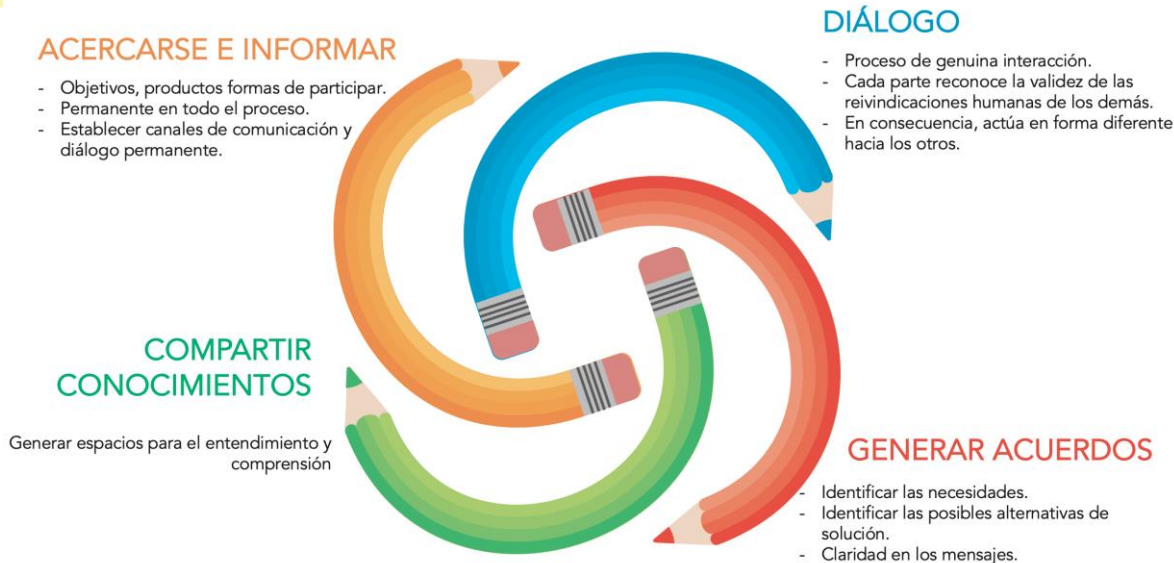 ACERCARSE E INFORMAR
- Objetivos, productos formas de participar.
- Permanente en todo el proceso.
- Establecer canales de comunicación y
diálogo permanente.
DIÁLOGO
- Proceso de genuina interacción.
- Cada parte reconoce la validez de las
reivindicaciones humanas de los demás.
- En consecuencia, actúa en forma diferente
hacia los otros.
COMPARTIR
CONOCIMIENTOS
Generar espacios para el entendimiento y
comprensión
GENERAR ACUERDOS
- Identificar las necesidades.
- Identificar las posibles alternativas de
solución.
- Claridad en los mensajes.